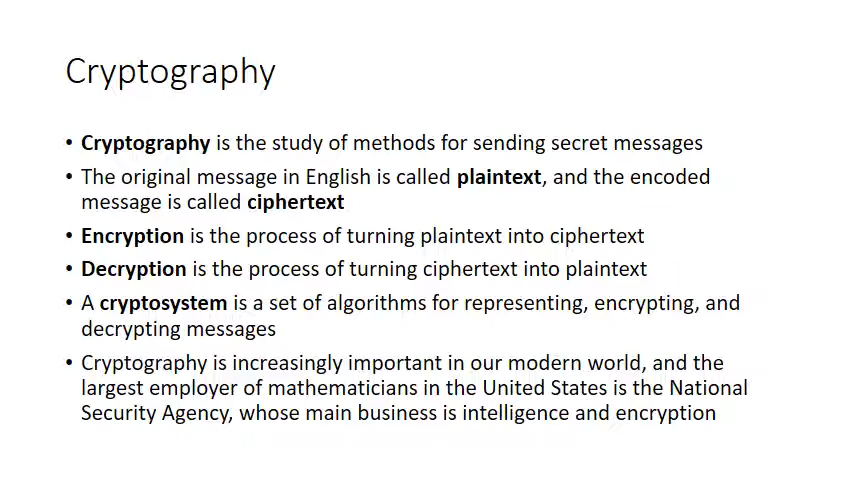 Cryptography
• Cryptography is the study of methods for sending secret messages
• The original message in English is called plaintext, and the encoded
message is called ciphertext
• Encryption is the process of turning plaintext into ciphertext
• Decryption is the process of turning ciphertext into plaintext
• A cryptosystem is a set of algorithms for representing, encrypting, and
decrypting messages
• Cryptography is increasingly important in our modern world, and the
largest employer of mathematicians in the United States is the National
Security Agency, whose main business is intelligence and encryption